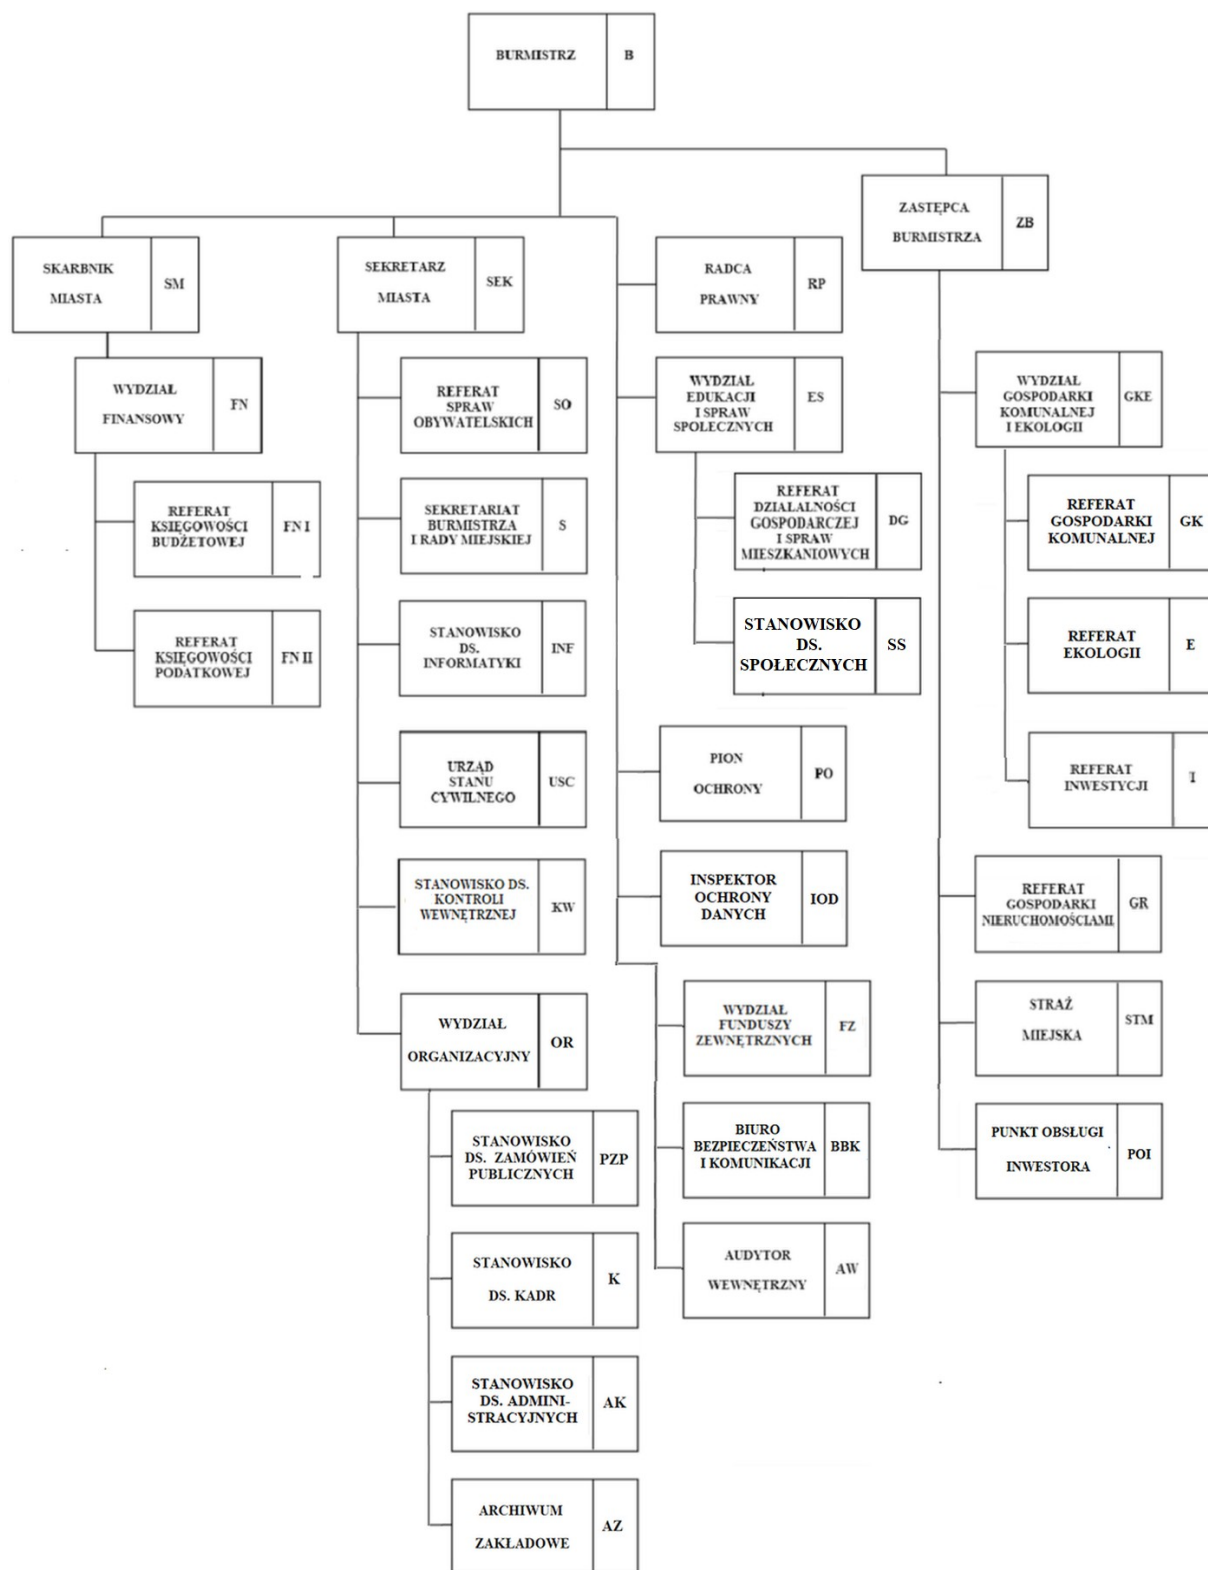 BURMISTRZ
B
ZASTĘPCA
BURMISTRZA
ZB
SKARBNIK
MIASTA
SM
SEKRETARZ
MIASTA
SEK
RADCA
PRAWNY
RP
WYDZIAŁ
FINANSOWY
FN
REFERAT
KSIĘGOWOŚCI
BUDŻETOWEJ
FN I
REFERAT
KSIĘGOWOŚCI
PODATKOWEJ
FN II
REFERAT
SPRAW
OBYWATELSKICH
SO
SEKRETARIAT
BURMISTRZA
I RADY MIEJSKIEJ
S
STANOWISKO
DS.
INFORMATYKI
INF
URZĄD
STANU
CYWILNEGO
USC
STANOWISKO DS.
KONTROLI
WEWNĘTRZNEJ
KW
WYDZIAŁ
ORGANIZACYJNY
OR
STANOWISKO
DS. ZAMÓWIEŃ
PUBLICZNYCH
PZP
STANOWISKO
DS. KADR
K
STANOWISKO
DS. ADMINI-
STRACYJNYCH
AK
ARCHIWUM
ZAKŁADOWE
AZ
WYDZIAŁ
EDUKACJI
I SPRAW
SPOŁECZNYCH
ES
REFERAT
DZIAŁALNOŚCI
GOSPODARCZEJ
I SPRAW
MIESZKANIOWYCH
DG
STANOWISKO
DS.
SPOŁECZNYCH
SS
PION
OCHRONY
PO
INSPEKTOR
OCHRONY
DANYCH
IOD
WYDZIAŁ
FUNDUSZY
ZEWNĘTRZNYCH
FZ
BIURO
BEZPIECZEŃSTWA
I KOMUNIKACJI
BBK
AUDYTOR
WEWNĘTRZNY
AW
WYDZIAŁ
GOSPODARKI
KOMUNALNEJ
I EKOLOGII
GKE
REFERAT
GOSPODARKI
KOMUNALNEJ
GK
REFERAT
EKOLOGII
E
REFERAT
INWESTYCJI
I
REFERAT
GOSPODARKI
NIERUCHOMOŚCIAMI
GR
STRAŻ
MIEJSKA
STM
PUNKT OBSŁUGI
INWESTORA
POI